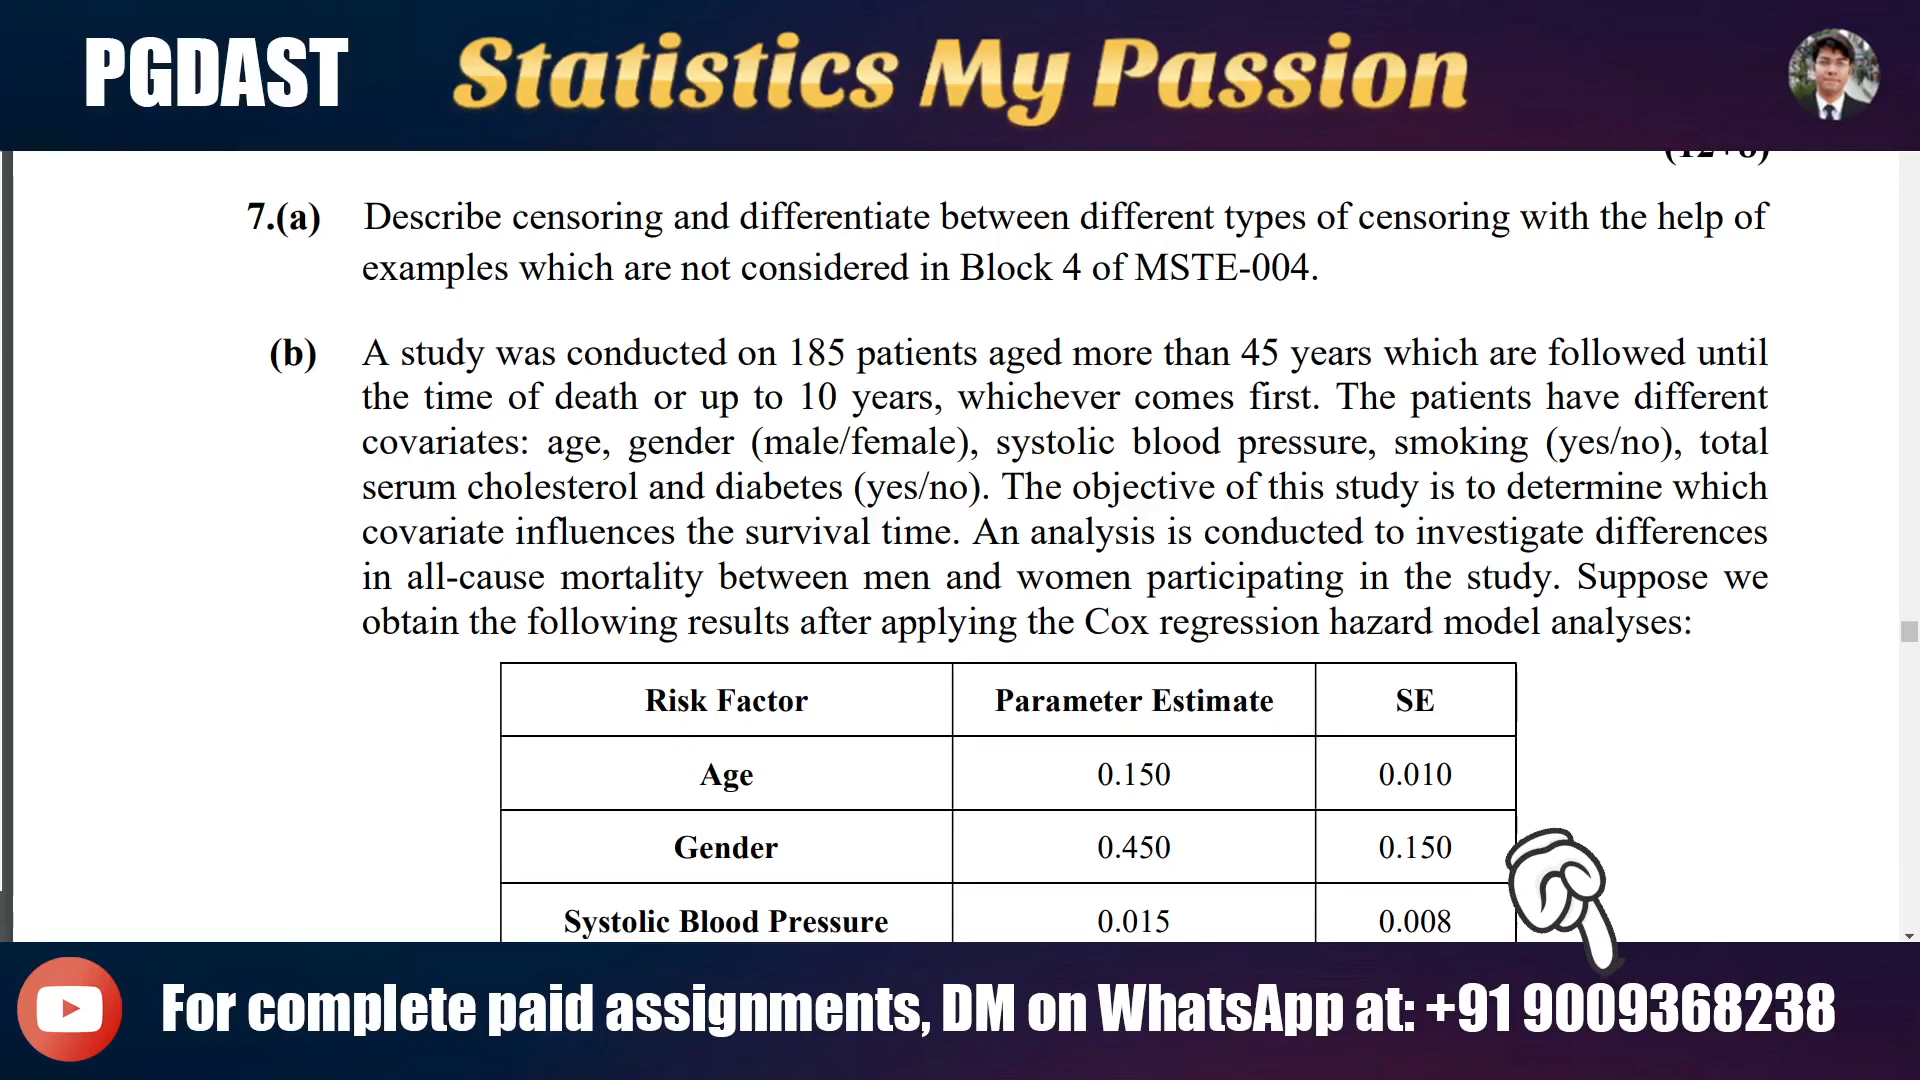 PGDAST Statistics My Passion
7.(a) Describe censoring and differentiate between different types of censoring with the help of
examples which are not considered in Block 4 of MSTE-004.
(b) A study was conducted on 185 patients aged more than 45 years which are followed until
the time of death or up to 10 years, whichever comes first. The patients have different
covariates: age, gender (male/female), systolic blood pressure, smoking (yes/no), total
serum cholesterol and diabetes (yes/no). The objective of this study is to determine which
covariate influences the survival time. An analysis is conducted to investigate differences
in all-cause mortality between men and women participating in the study. Suppose we
obtain the following results after applying the Cox regression hazard model analyses:
Risk Factor Parameter Estimate SE
Age 0.150 0.010
Gender 0.450 0.150
Systolic Blood Pressure 0.015 0.008
For complete paid assignments, DM on WhatsApp at: +91 9009368238